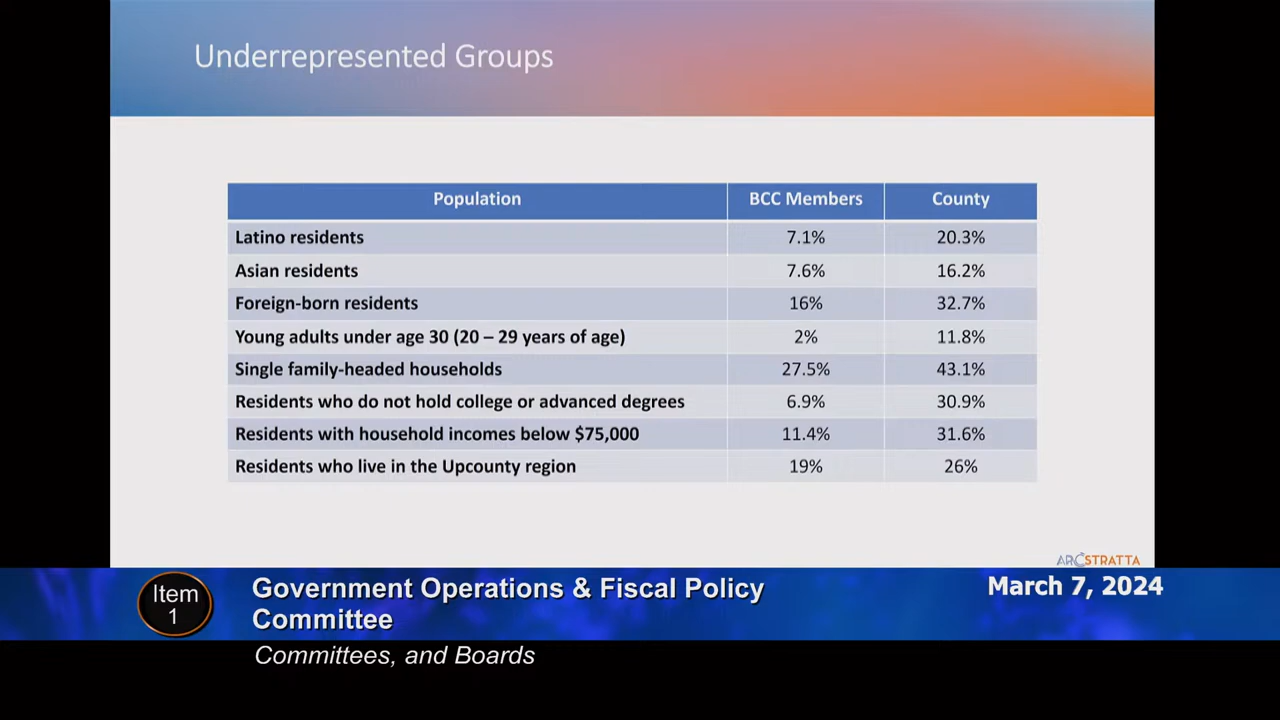 Underrepresented Groups
Population BCC Members County
Latino residents 7.1% 20.3%
Asian residents 7.6% 16.2%
Foreign-born residents 16% 32.7%
Young adults under age 30 (20 – 29 years of age) 2% 11.8%
Single family-headed households 27.5% 43.1%
Residents who do not hold college or advanced degrees 6.9% 30.9%
Residents with household incomes below $75,000 11.4% 31.6%
Residents who live in the Upcounty region 19% 26%
ARCSTRATTA
Item
1
Government Operations & Fiscal Policy
Committee
March 7, 2024
Committees, and Boards